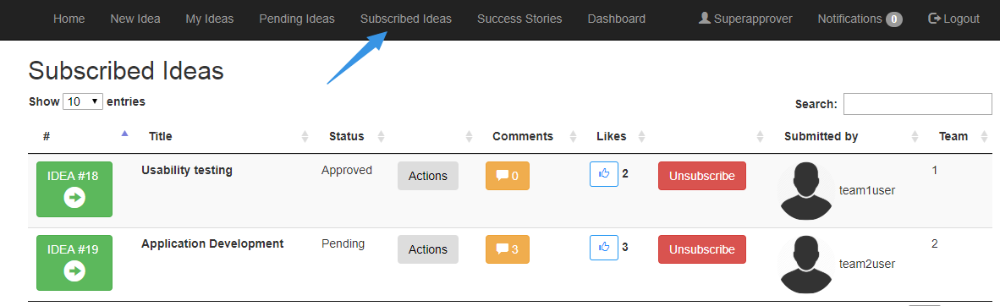 Home New Idea My Ideas Pending Ideas Subscribed Ideas Success Stories Dashboard Superapprover Notifications 0 Logout
Subscribed Ideas
Show 10 entries
Search:
# Title Status Comments Likes Submitted by Team
IDEA #18 Usability testing Approved Actions 0 2 Unsubscribe team1user 1
IDEA #19 Application Development Pending Actions 3 3 Unsubscribe team2user 2